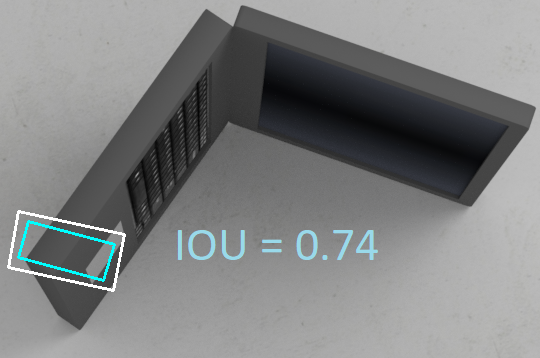 IOU = 0.74